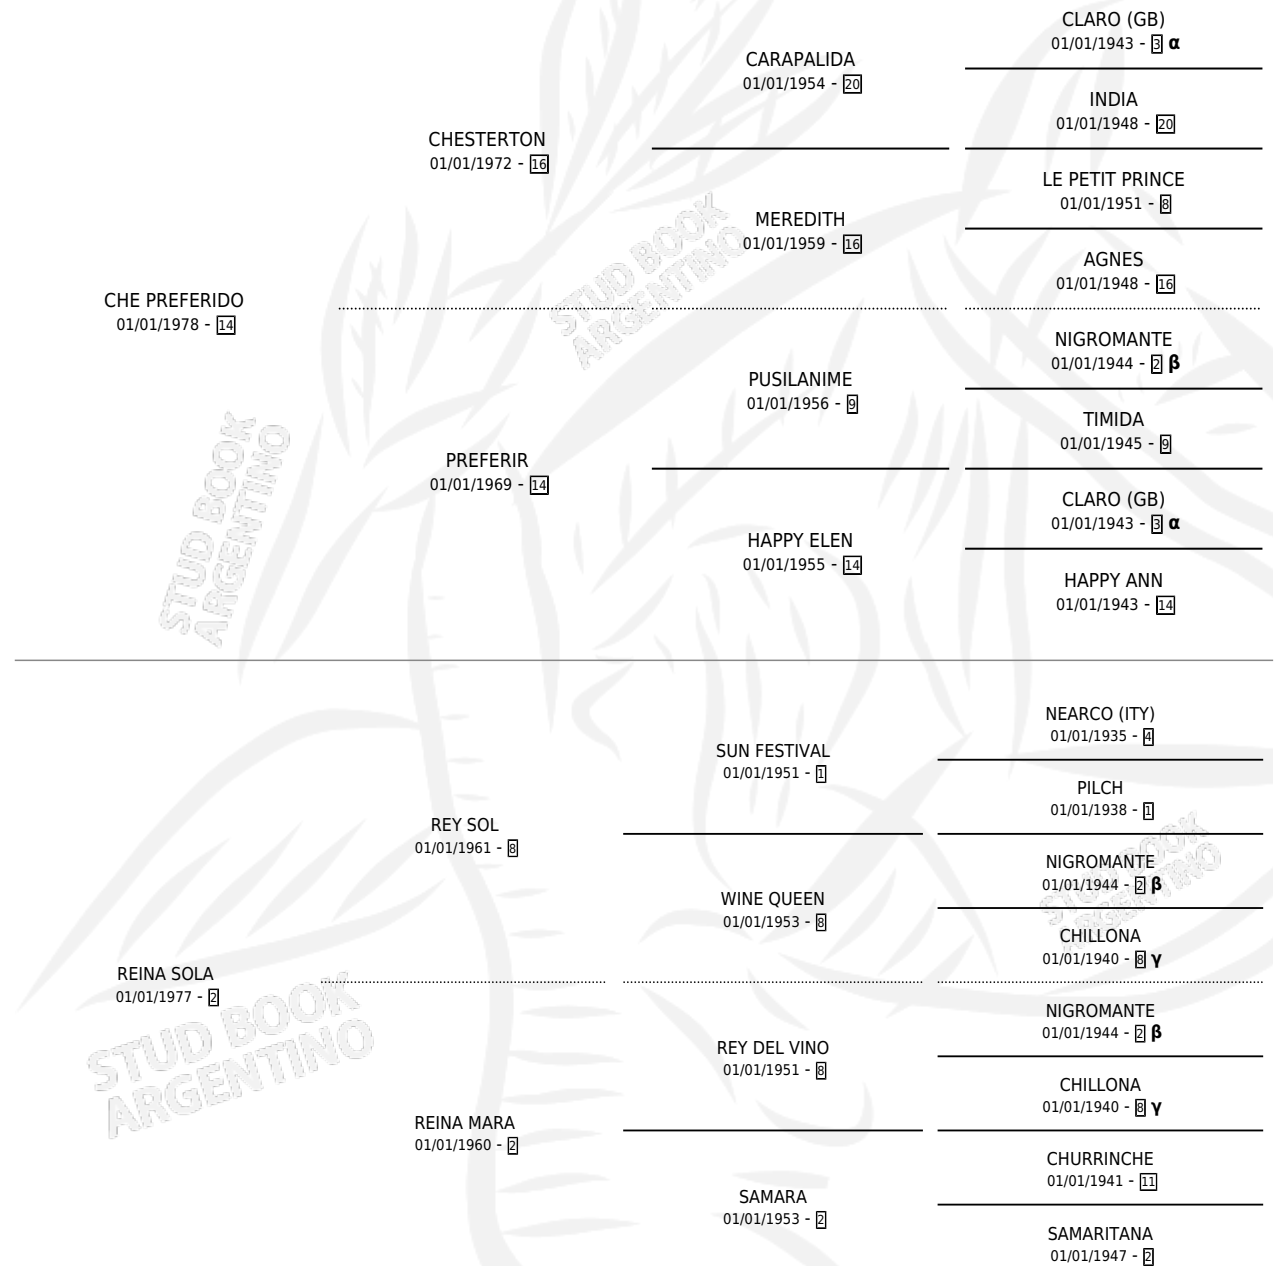 CLARO (GB)
01/01/1943 - 3 α
CARAPALIDA
01/01/1954 - 20
INDIA
01/01/1948 - 20
CHESTERTON
01/01/1972 - 16
LE PETIT PRINCE
01/01/1951 - 8
MEREDITH
01/01/1959 - 16
AGNES
01/01/1948 - 16
CHE PREFERIDO
01/01/1978 - 14
NIGROMANTE
01/01/1944 - 2 β
PUSILANIME
01/01/1956 - 9
TIMIDA
01/01/1945 - 9
PREFERIR
01/01/1969 - 14
CLARO (GB)
01/01/1943 - 3 α
HAPPY ELEN
01/01/1955 - 14
HAPPY ANN
01/01/1943 - 14
NEARCO (ITY)
01/01/1935 - 4
SUN FESTIVAL
01/01/1951 - 1
PILCH
01/01/1938 - 1
REY SOL
01/01/1961 - 8
NIGROMANTE
01/01/1944 - 2 β
WINE QUEEN
01/01/1953 - 8
CHILLONA
01/01/1940 - 8 γ
REINA SOLA
01/01/1977 - 2
NIGROMANTE
01/01/1944 - 2 β
REY DEL VINO
01/01/1951 - 8
CHILLONA
01/01/1940 - 8 γ
REINA MARA
01/01/1960 - 2
CHURRINCHE
01/01/1941 - 11
SAMARA
01/01/1953 - 2
SAMARITANA
01/01/1947 - 2
STUD BOOK
ARGENTINO
STUD BOOK
ARGENTINO
STUD BOOK
ARGENTINO
STUD BOOK
ARGENTINO